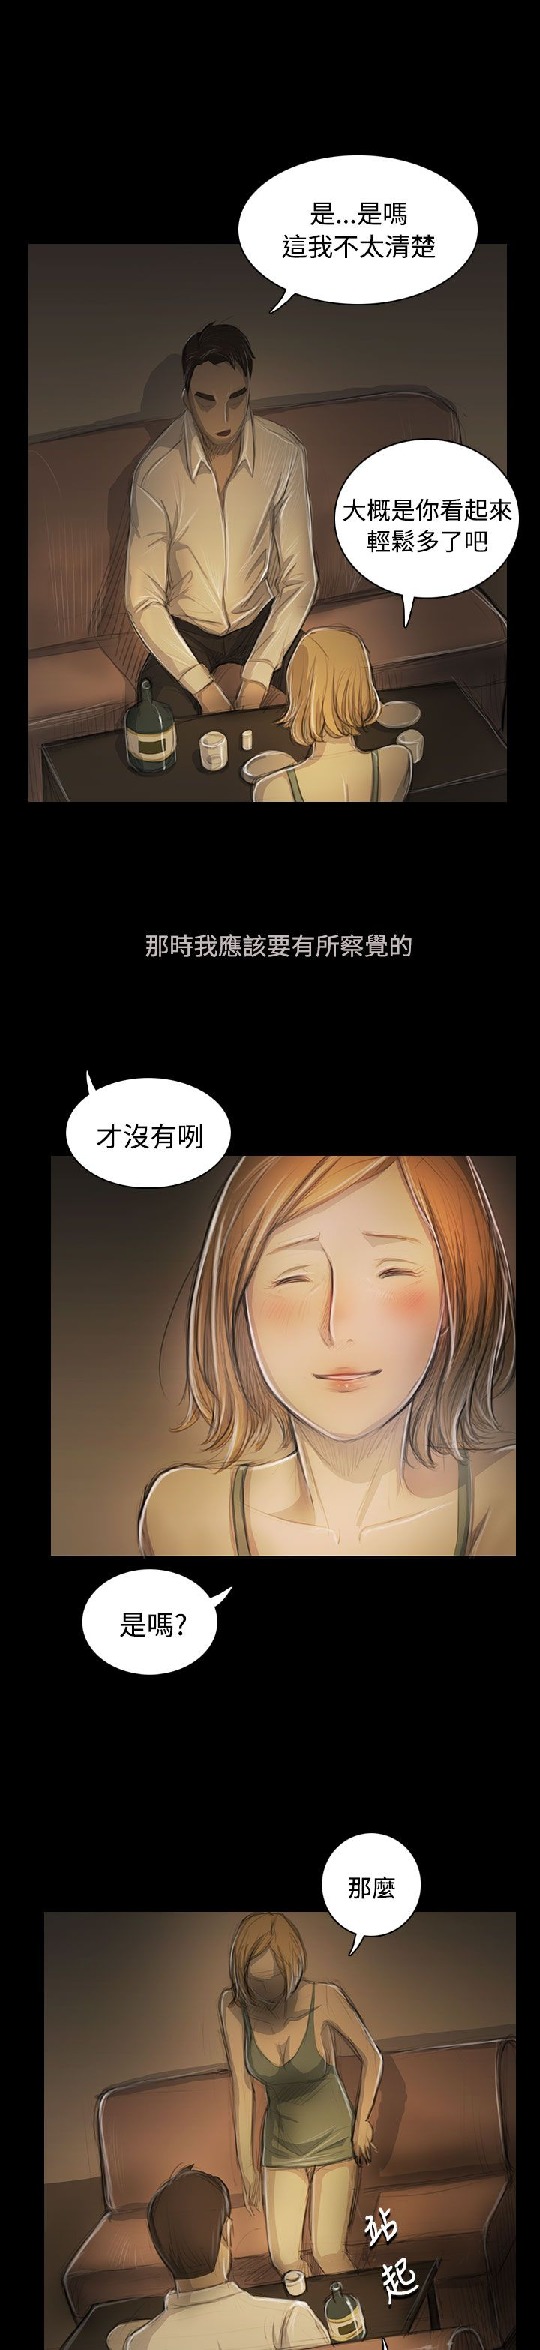 是...是嗎
這我不太清楚
大概是你看起來
輕鬆多了吧
那時我應該要有所察覺的
才沒有咧
是嗎?
那麼
站
起